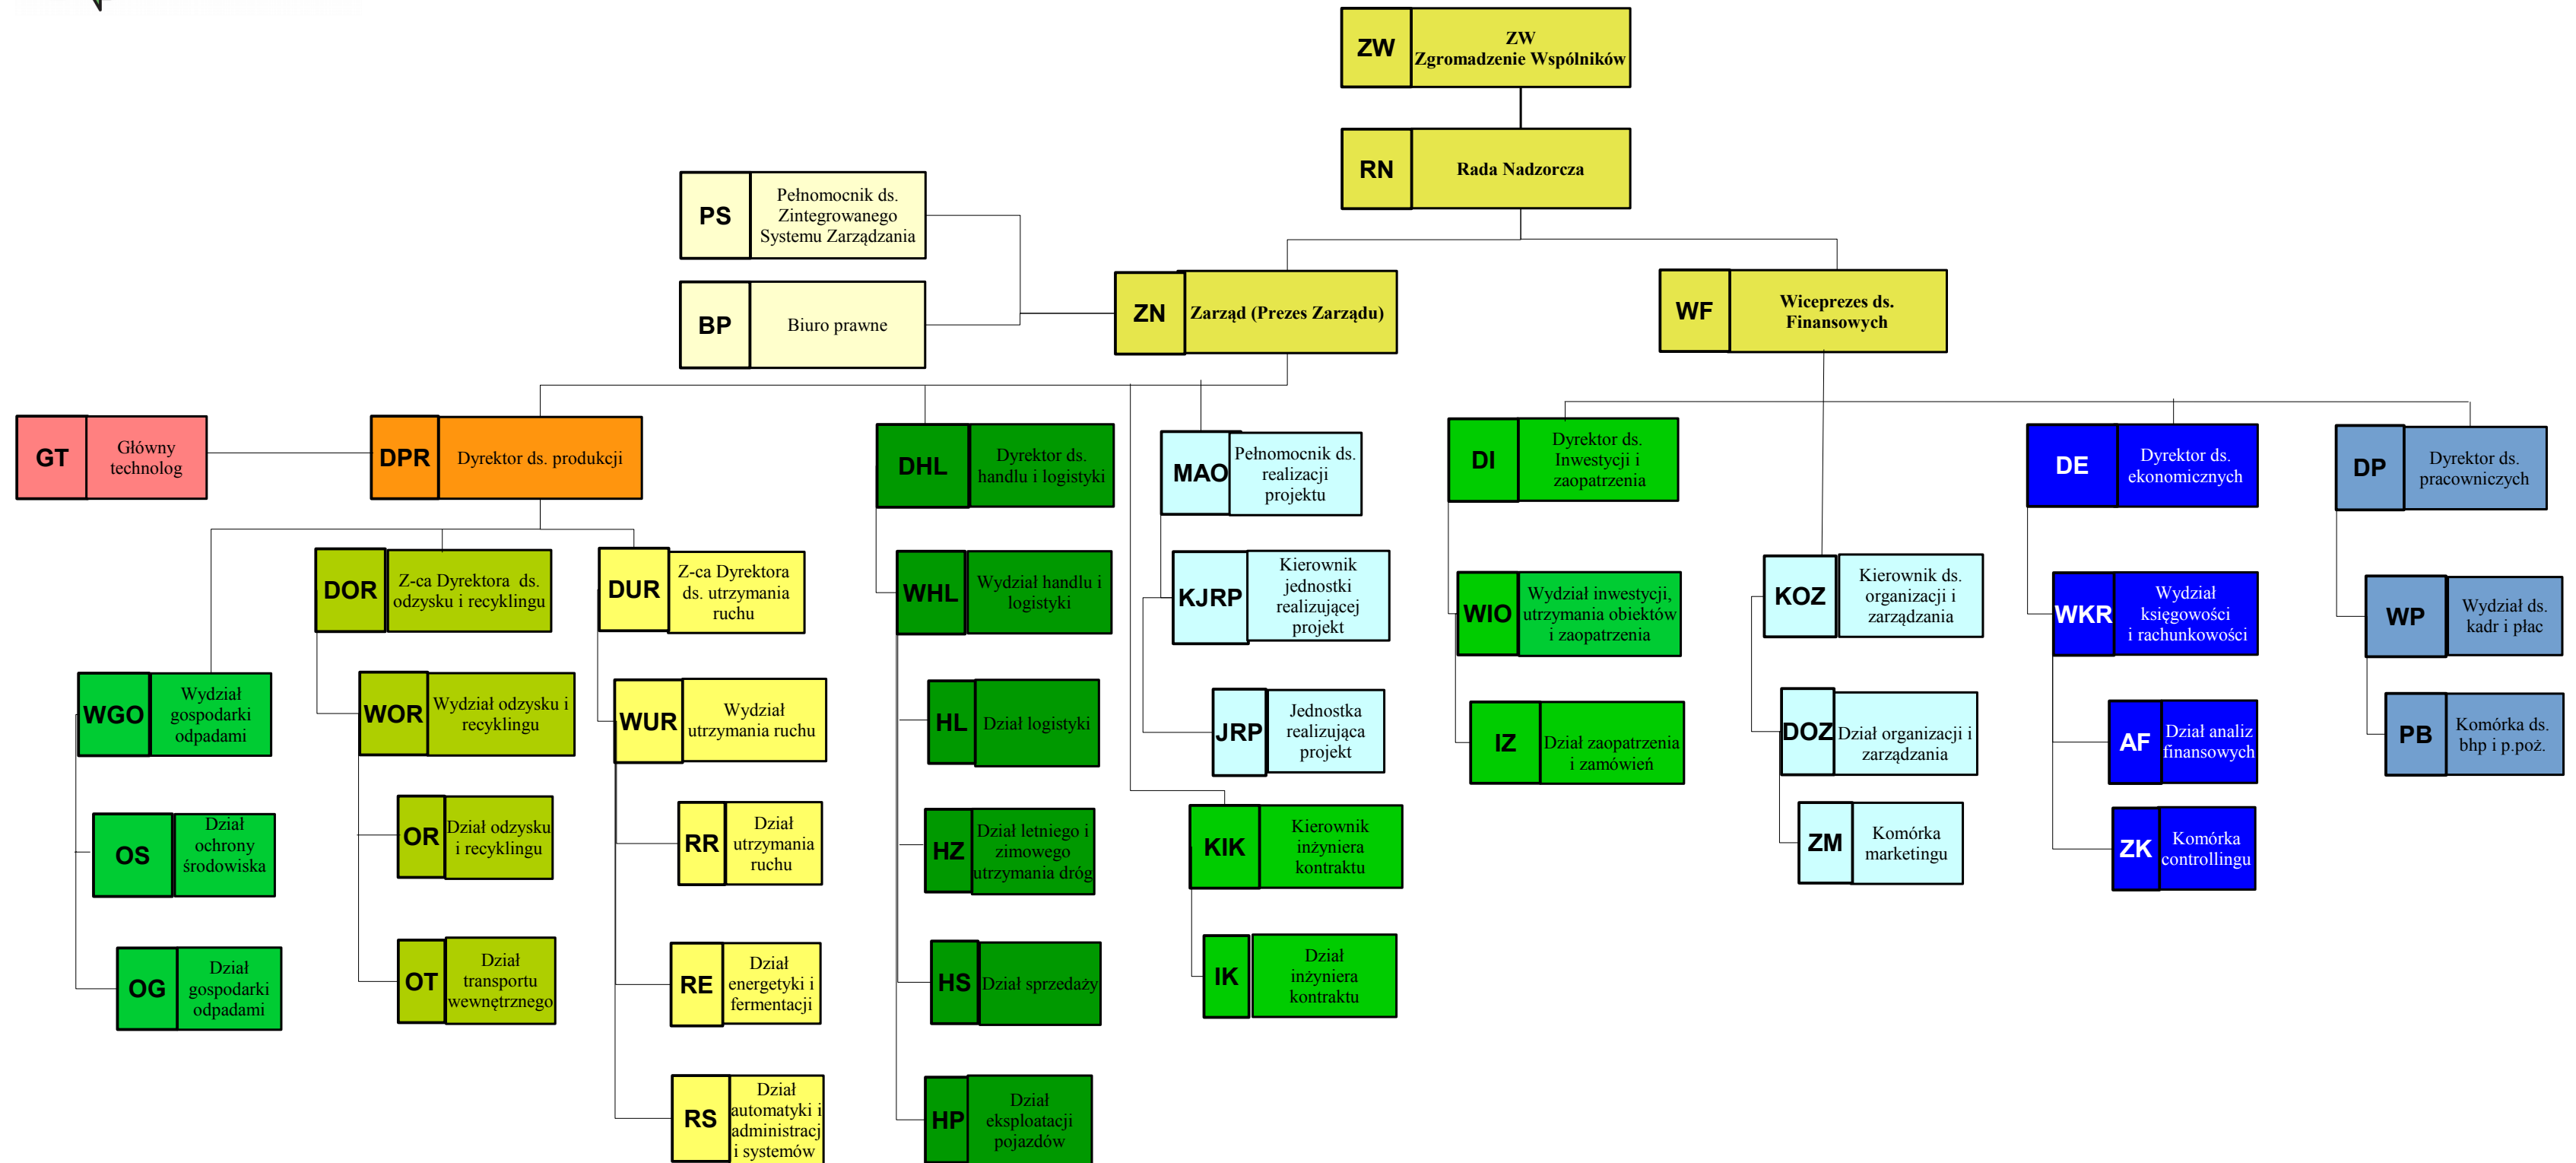 ZW
ZW
Zgromadzenie Wspólników
RN
Rada Nadzorcza
PS
Pełnomocnik ds.
Zintegrowanego
Systemu Zarządzania
BP
Biuro prawne
ZN
Zarząd (Prezes Zarządu)
WF
Wiceprezes ds.
Finansowych
GT
Główny
technolog
DPR
Dyrektor ds. produkcji
DHL
Dyrektor ds.
handlu i logistyki
MAO
Pełnomocnik ds.
realizacji
projektu
DI
Dyrektor ds.
Inwestycji i
zaopatrzenia
DE
Dyrektor ds.
ekonomicznych
DP
Dyrektor ds.
pracowniczych
DOR
Z-ca Dyrektora ds.
odzysku i recyklingu
DUR
Z-ca Dyrektora
ds. utrzymania
ruchu
WHL
Wydział handlu i
logistyki
KJRP
Kierownik
jednostki
realizującej
projekt
WIO
Wydział inwestycji,
utrzymania obiektów
i zaopatrzenia
KOZ
Kierownik ds.
organizacji i
zarządzania
WKR
Wydział
księgowości
i rachunkowości
WP
Wydział ds.
kadr i płac
WGO
Wydział
gospodarki
odpadami
WOR
Wydział odzysku i
recyklingu
WUR
Wydział
utrzymania ruchu
HL
Dział logistyki
JRP
Jednostka
realizująca
projekt
IZ
Dział zaopatrzenia
i zamówień
DOZ
Dział organizacji i
zarządzania
AF
Dział analiz
finansowych
PB
Komórka ds.
bhp i p.poż.
OS
Dział
ochrony
środowiska
OR
Dział odzysku
i recyklingu
RR
Dział
utrzymania
ruchu
HZ
Dział letniego i
zimowego
utrzymania dróg
KIK
Kierownik
inżyniera
kontraktu
ZM
Komórka
marketingu
ZK
Komórka
controllingu
OG
Dział
gospodarki
odpadami
OT
Dział
transportu
wewnętrznego
RE
Dział
energetyki i
fermentacji
HS
Dział sprzedaży
IK
Dział
inżyniera
kontraktu
RS
Dział
automatyki i
administracj
i systemów
HP
Dział
eksploatacji
pojazdów